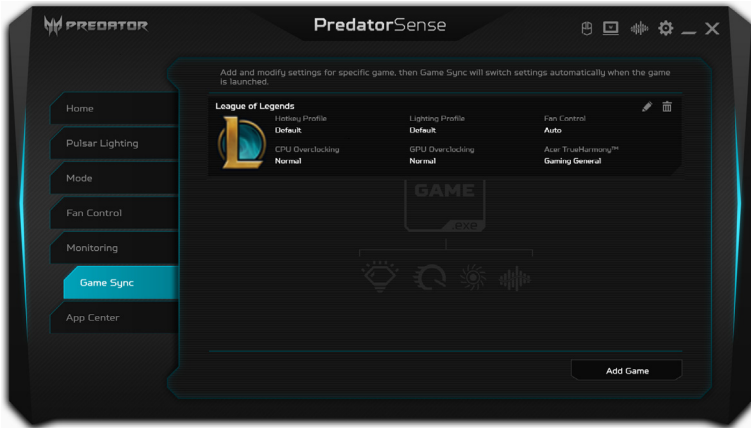 PREDATOR
PredatorSense
Add and modify settings for specific game, then Game Sync will switch settings automatically when the game
is launched.
Home
Pulsar Lighting
Mode
Fan Control
Monitoring
Game Sync
App Center
League of Legends
Hotkey Profile
Default
Lighting Profile
Default
Fan Control
Auto
CPU Overclocking
Normal
GPU Overclocking
Normal
Acer TrueHarmony™
Gaming General
GAME
exe
Add Game